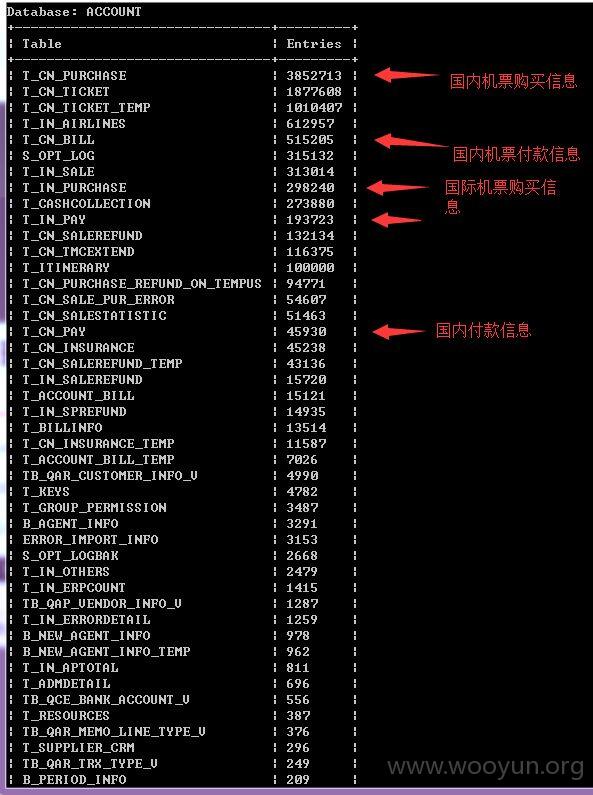 Database: ACCOUNT
| Table | Entries |
| T_CN_PURCHASE | 3852713 | 国内机票购买信息
| T_CN_TICKET | 1877608 |
| T_CN_TICKET_TEMP | 1010407 |
| T_IN_AIRLINES | 612957 |
| T_CN_BILL | 515205 | 国内机票付款信息
| S_OPT_LOG | 315132 |
| T_IN_SALE | 313014 |
| T_IN_PURCHASE | 298240 | 国际机票购买信
息
| T_CASHCOLLECTION | 273880 |
| T_IN_PAY | 193723 |
| T_CN_SALEREFUND | 132134 |
| T_CN_TMCEXTEND | 116375 |
| T_ITINERARY | 100000 |
| T_CN_PURCHASE_REFUND_ON_TEMPUS | 94771 |
| T_CN_SALE_PUR_ERROR | 54607 |
| T_CN_SALESTATISTIC | 51463 |
| T_CN_PAY | 45930 | 国内付款信息
| T_CN_INSURANCE | 45238 |
| T_CN_SALEREFUND_TEMP | 43136 |
| T_IN_SALEREFUND | 15720 |
| T_ACCOUNT_BILL | 15121 |
| T_IN_SPREFUND | 14935 |
| T_BILLINFO | 13514 |
| T_CN_INSURANCE_TEMP | 11587 |
| T_ACCOUNT_BILL_TEMP | 7026 |
| TB_QAR_CUSTOMER_INFO_V | 4990 |
| T_KEYS | 4782 |
| T_GROUP_PERMISSION | 3487 |
| B_AGENT_INFO | 3291 |
| ERROR_IMPORT_INFO | 3153 |
| S_OPT_LOGBAK | 2668 |
| T_IN_OTHERS | 2479 |
| T_IN_ERPCOUNT | 1415 |
| TB_QAP_VENDOR_INFO_V | 1287 |
| T_IN_ERRORDETAIL | 1259 |
| B_NEW_AGENT_INFO | 978 |
| B_NEW_AGENT_INFO_TEMP | 962 |
| T_IN_APTOTAL | 811 |
| T_ADMDETAIL | 696 |
| TB_QCE_BANK_ACCOUNT_V | 556 |
| T_RESOURCES | 387 |
| TB_QAR_MEMO_LINE_TYPE_V | 376 |
| T_SUPPLIER_CRM | 296 |
| TB_QAR_TRX_TYPE_V | 249 |
| B_PERIOD_INFO | 209 |
www.wooyun.org